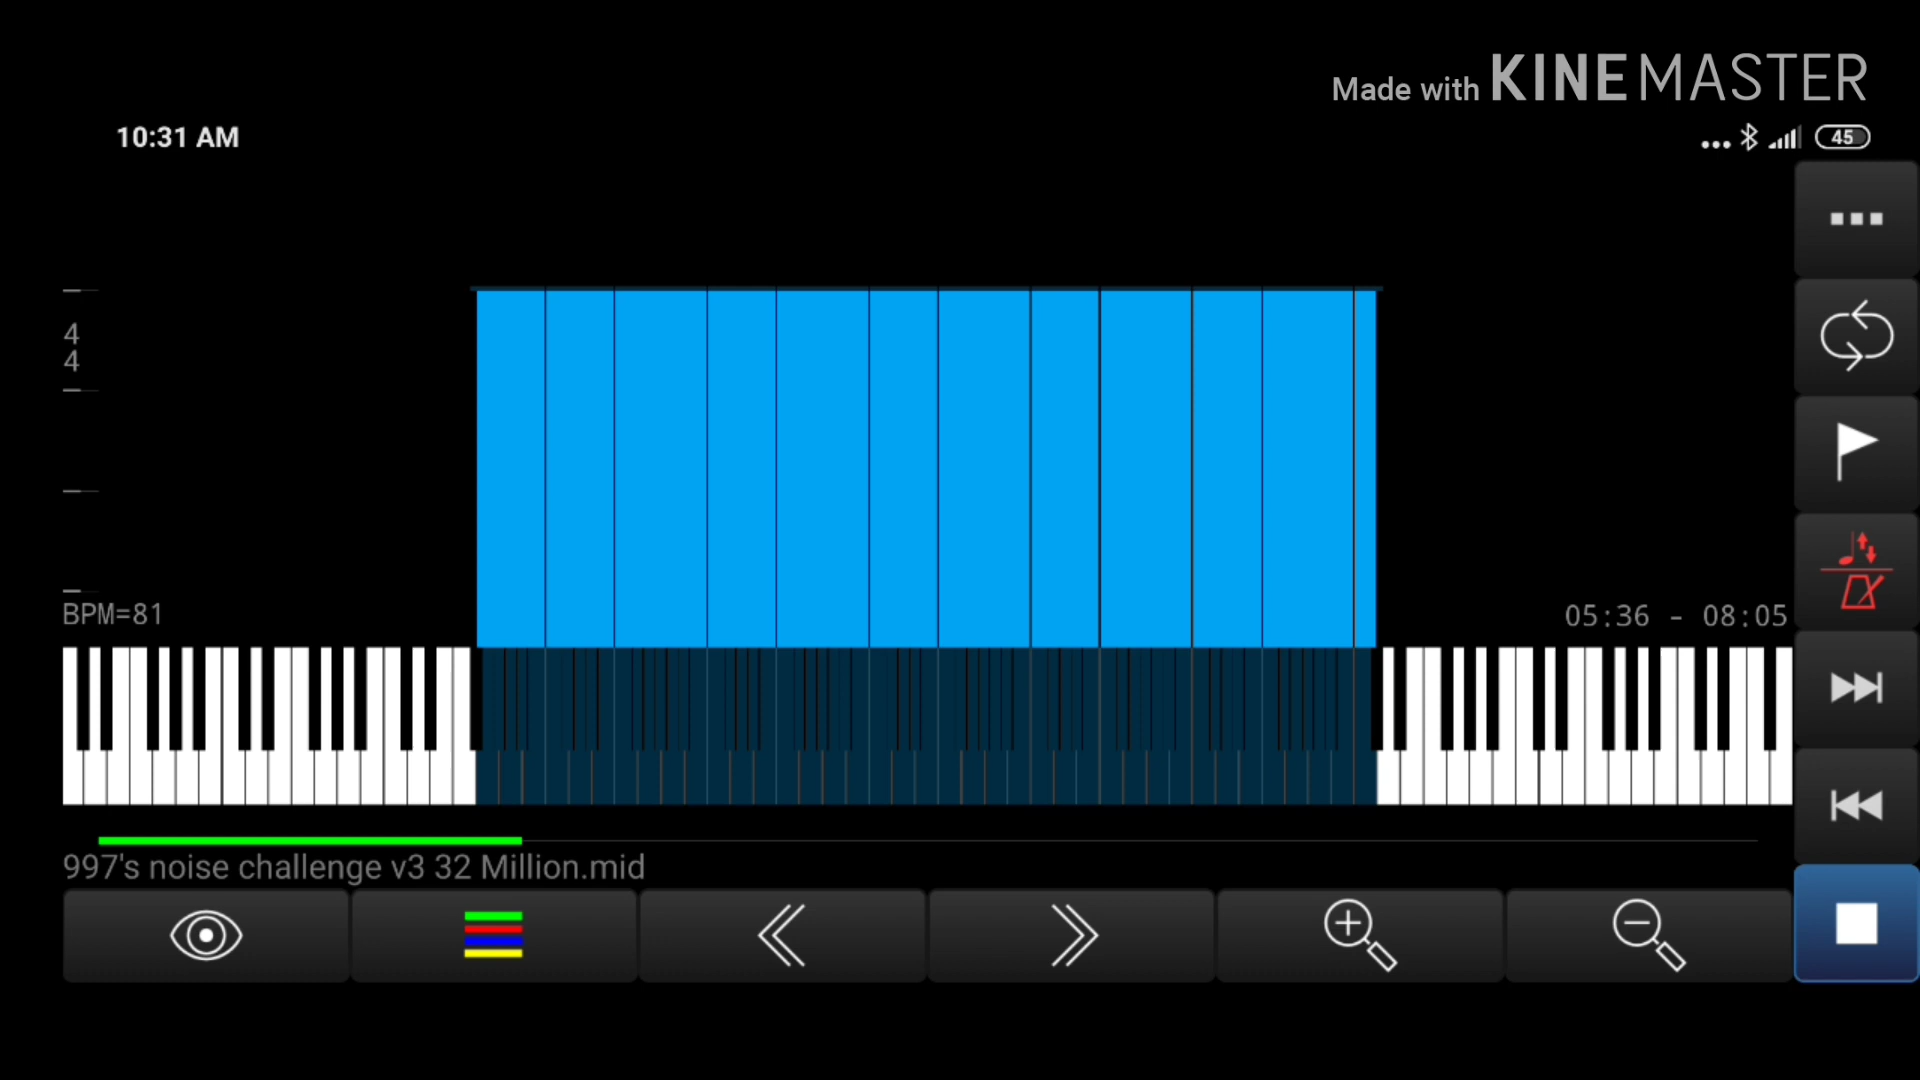 Made with KINEMASTER
10:31 AM
45
4
4
BPM=81
05:36 - 08:05
997's noise challenge v3 32 Million.mid